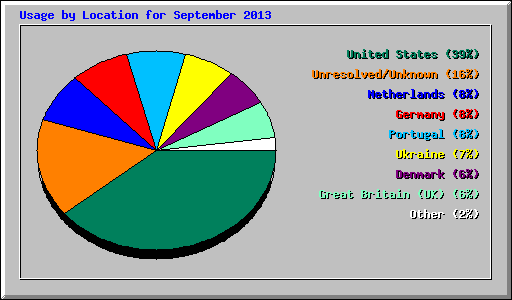 Usage by Location for September 2013
United States (39%)
Unresolved/Unknown (16%)
Netherlands (8%)
Germany (8%)
Portugal (8%)
Ukraine (7%)
Denmark (6%)
Great Britain (UK) (6%)
Other (2%)